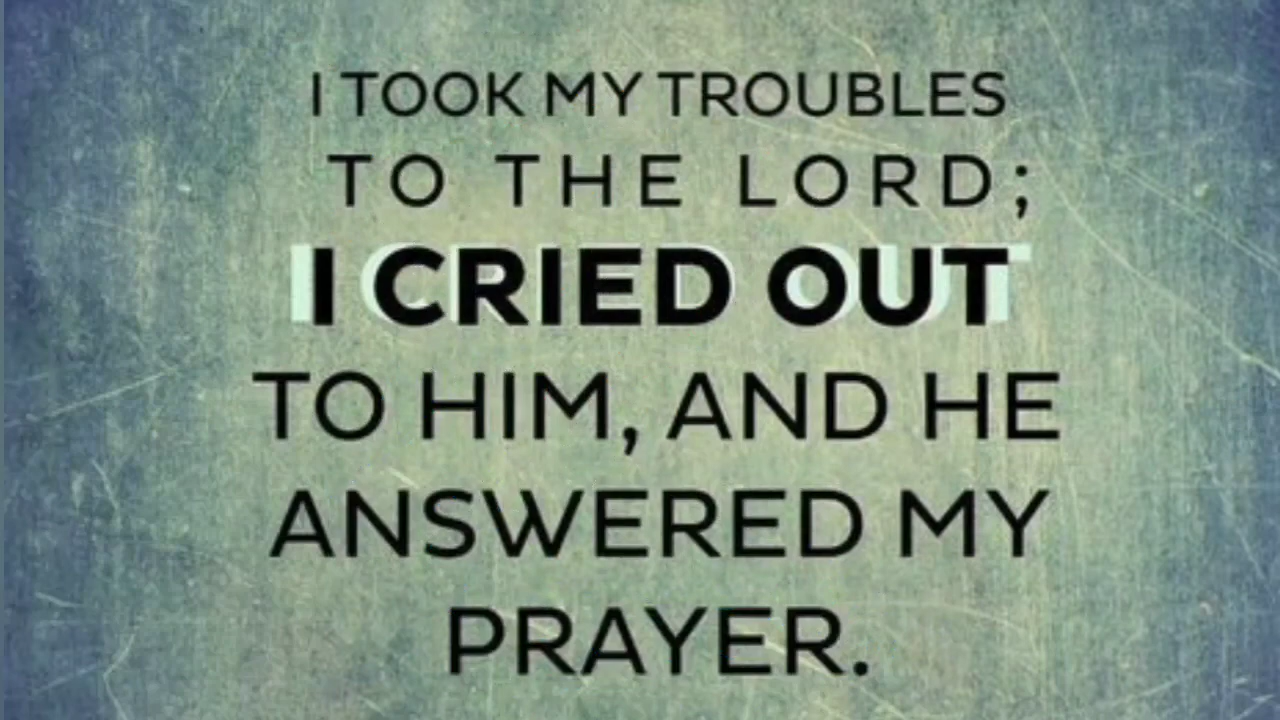 I TOOK MY TROUBLES
TO THE LORD;
I CRIED OUT
TO HIM, AND HE
ANSWERED MY
PRAYER.